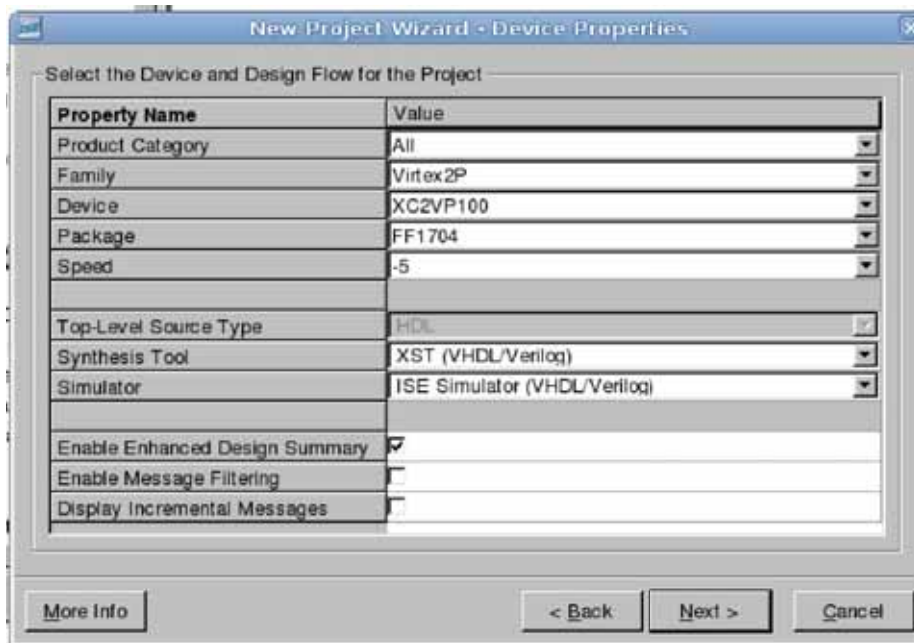 New Project Wizard - Device Properties
Select the Device and Design Flow for the Project
Property Name Value
Product Category All
Family Virtex2P
Device XC2VP100
Package FF1704
Speed -5
Top-Level Source Type HDL
Synthesis Tool XST (VHDL/Verilog)
Simulator ISE Simulator (VHDL/Verilog)
Enable Enhanced Design Summary
Enable Message Filtering
Display Incremental Messages
More Info < Back Next > Cancel